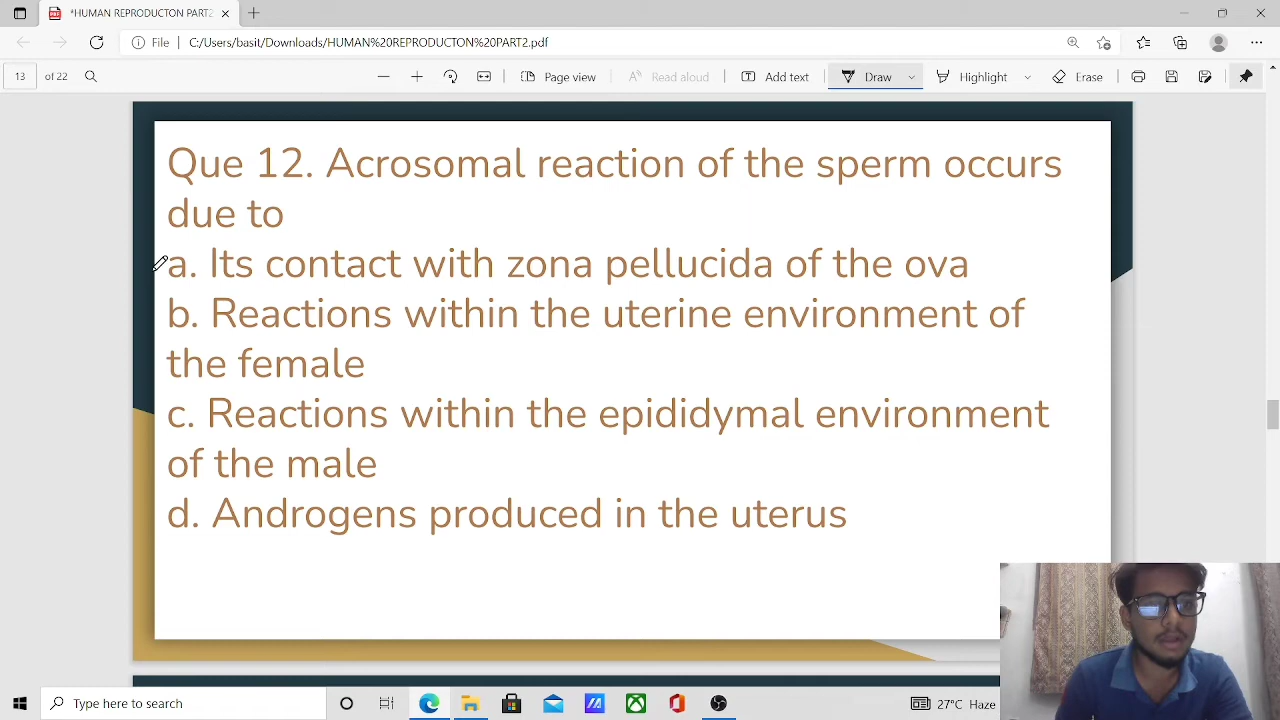 *HUMAN REPRODUCTON PART2
File C:/Users/basit/Downloads/HUMAN%20REPRODUCTON%20PART2.pdf
13 of 22 Page view Read aloud Add text Draw Highlight Erase
Que 12. Acrosomal reaction of the sperm occurs
due to
a. Its contact with zona pellucida of the ova
b. Reactions within the uterine environment of
the female
c. Reactions within the epididymal environment
of the male
d. Androgens produced in the uterus
Type here to search 27°C Haze